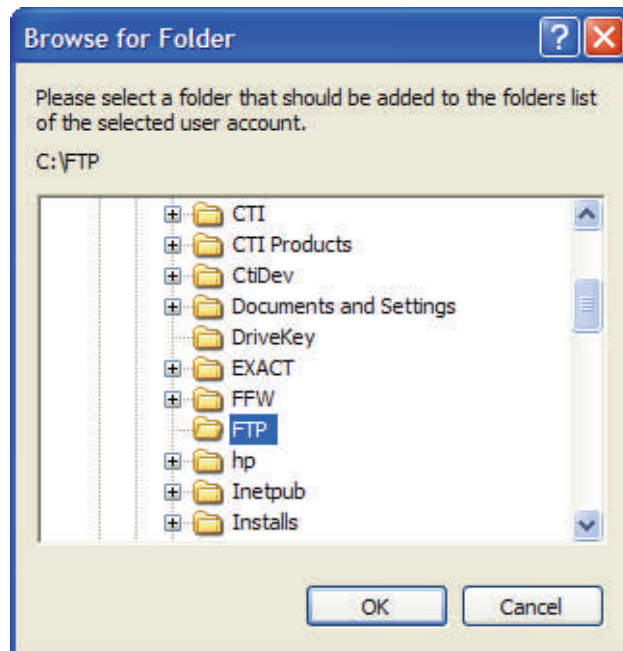 Browse for Folder
Please select a folder that should be added to the folders list
of the selected user account.
C:\FTP
CTI
CTI Products
CtiDev
Documents and Settings
DriveKey
EXACT
FFW
FTP
hp
Inetpub
Installs
OK Cancel